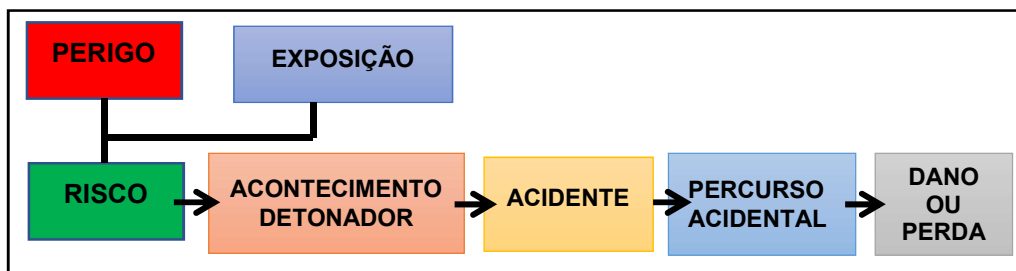 PERIGO
EXPOSIÇÃO
RISCO
ACONTECIMENTO
DETONADOR
ACIDENTE
PERCURSO
ACIDENTAL
DANO
OU
PERDA